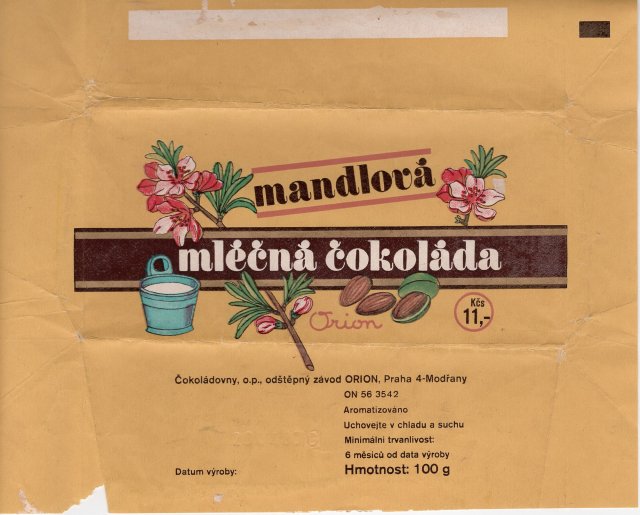 mandlová
mléčná čokoláda
Orion
Kčs
11,-
Čokoládovny, o.p., odštěpný závod ORION, Praha 4-Modřany
ON 56 3542
Aromatizováno
Uchovejte v chladu a suchu
Minimální trvanlivost:
6 měsíců od data výroby
Datum výroby:
Hmotnost: 100 g